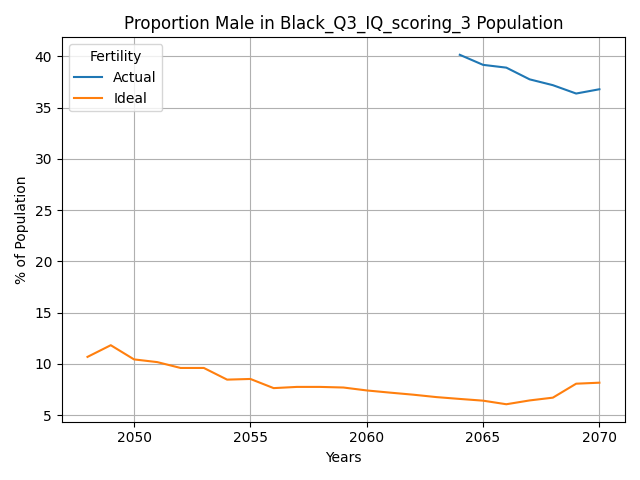 Proportion Male in Black_Q3_IQ_scoring_3 Population
Fertility
Actual
Ideal
% of Population
40
35
30
25
20
15
10
5
2050
2055
2060
2065
2070
Years